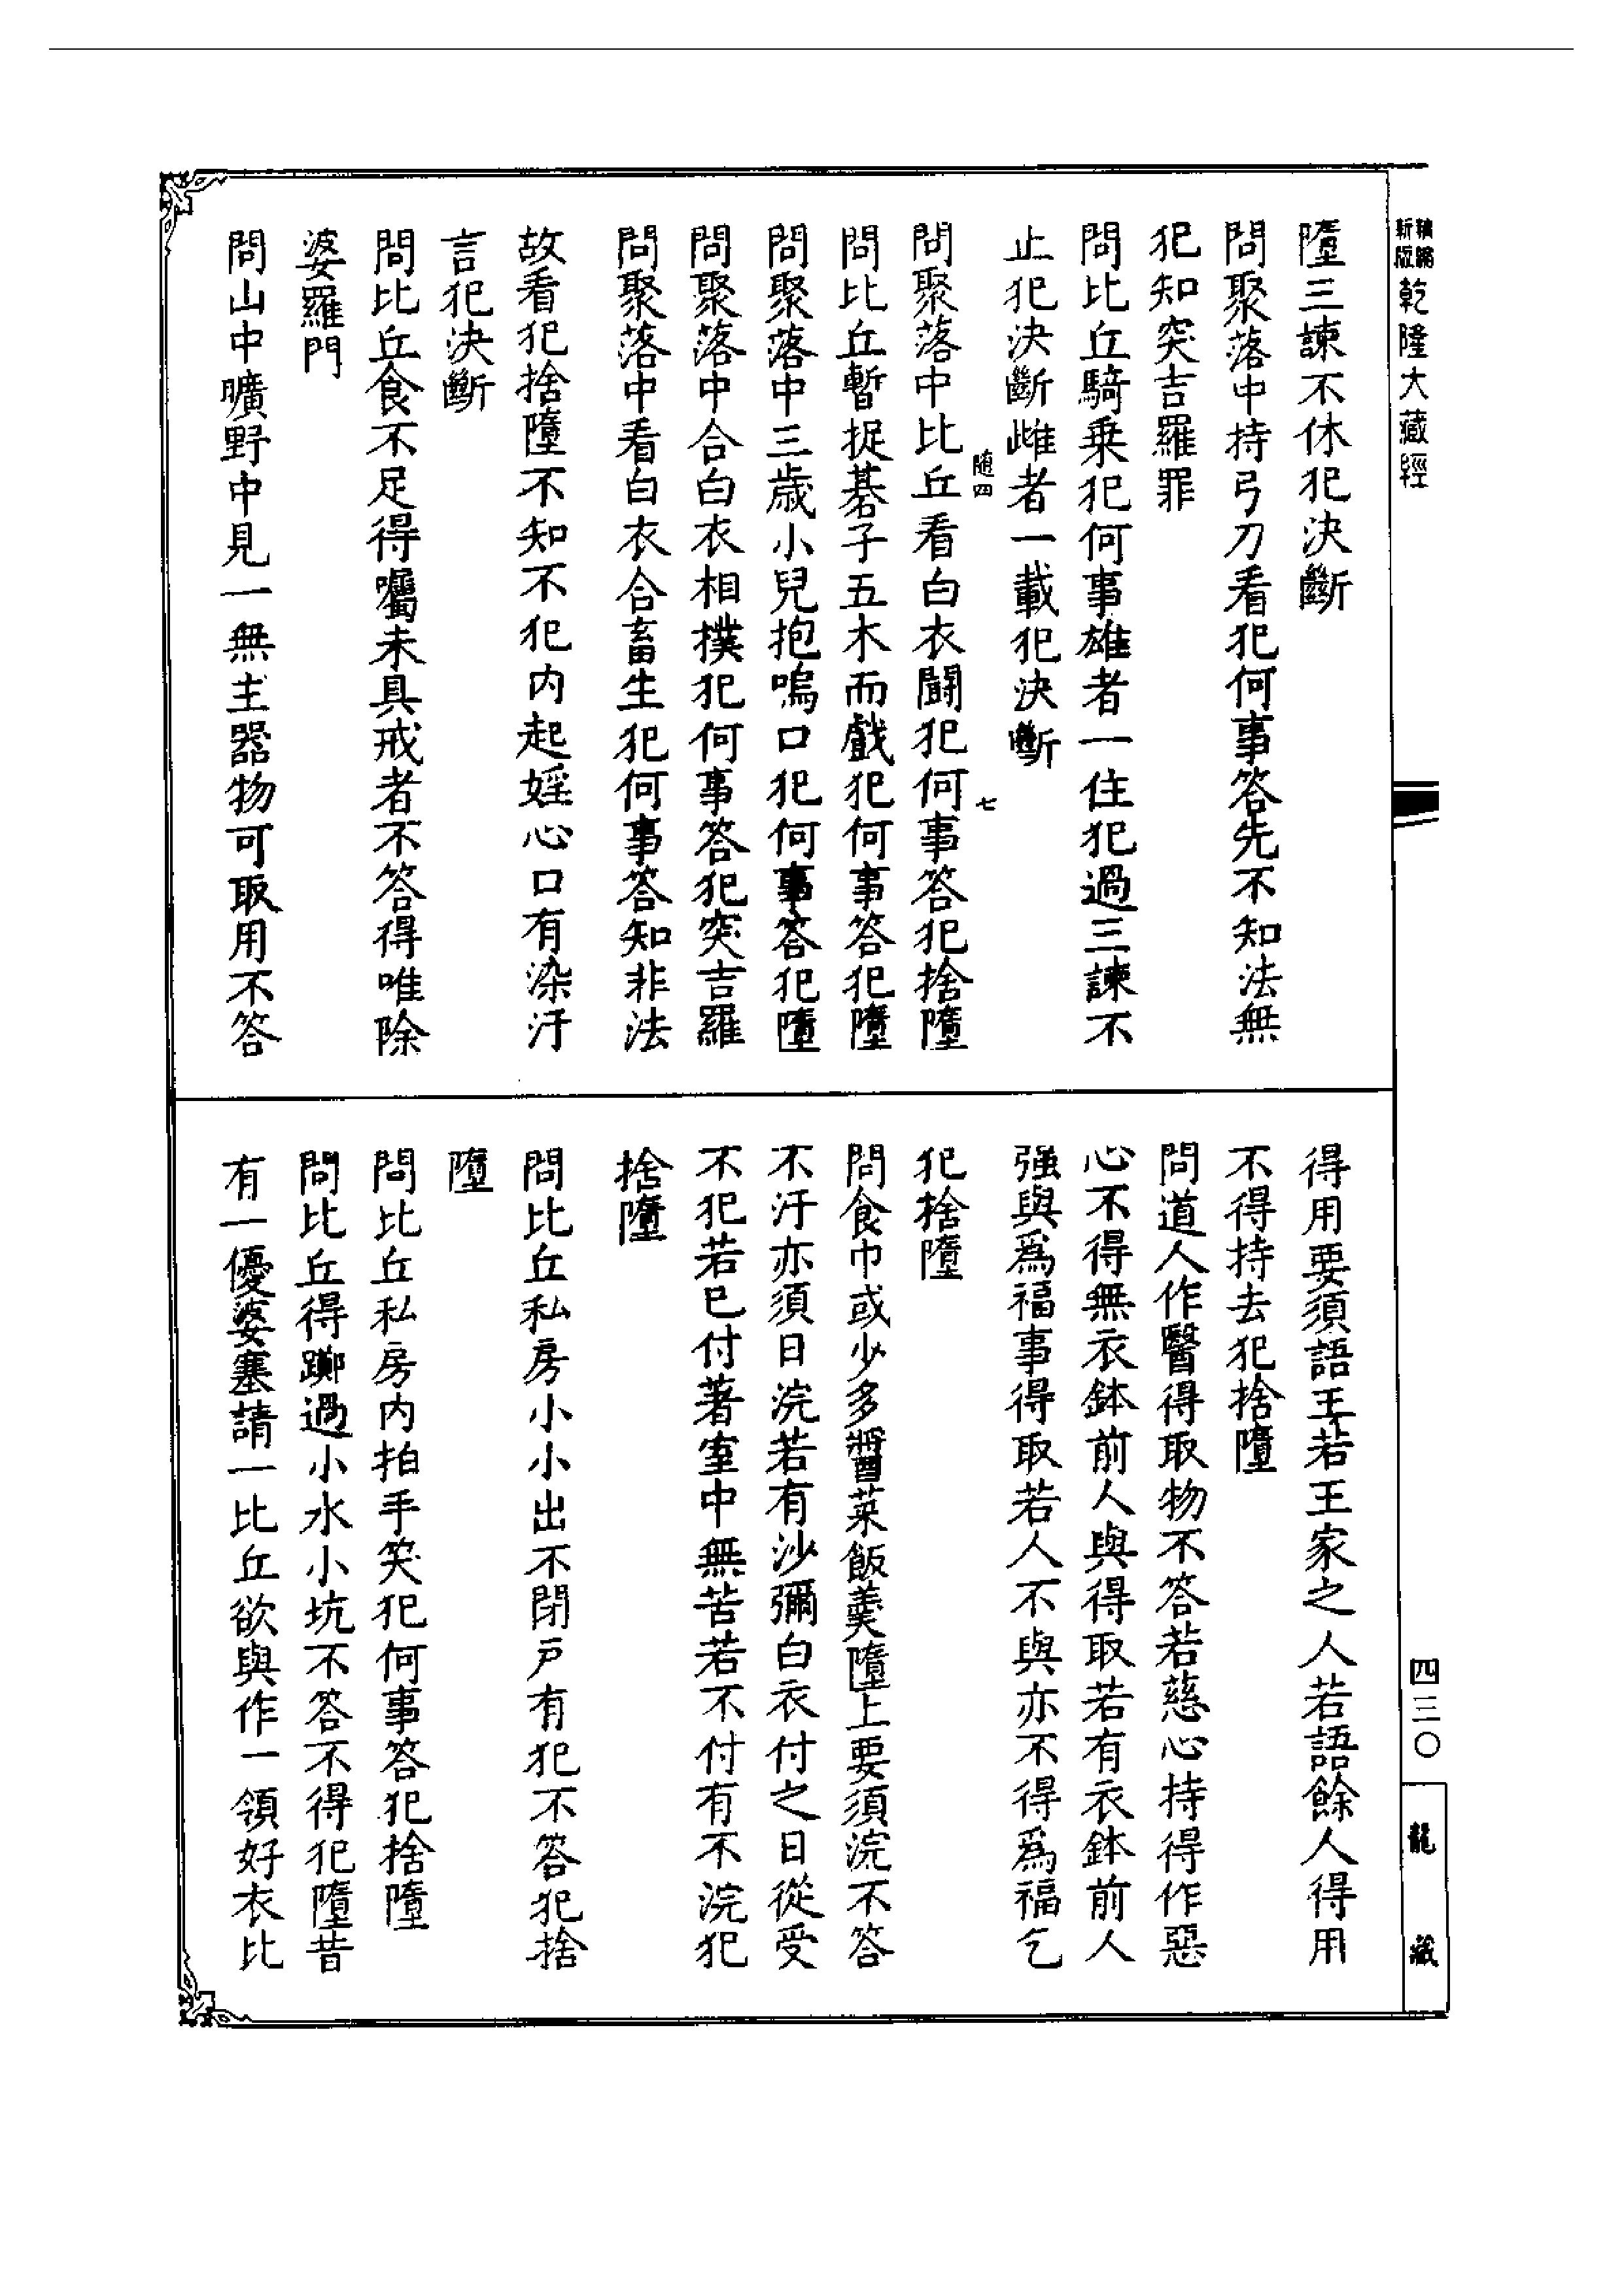 新編
新版
乾隆大藏經
墮三諫不休犯決斷
問聚落中持弓刀看犯何事答先不知法無
犯知突吉羅罪
問比丘騎乘犯何事雄者一住犯過三諫不
止犯決斷雌者一載犯決斷
隨四
七
問聚落中比丘看白衣鬪犯何事答犯捨墮
問比丘暫捉棊子五木而戲犯何事答犯墮
問聚落中三歲小兒抱嗚口犯何事答犯墮
問聚落中合白衣相撲犯何事答犯突吉羅
問聚落中看白衣合畜生犯何事答知非法
故看犯捨墮不知不犯内起婬心口有染汙
言犯決斷
問比丘食不足得囑未具戒者不答得唯除
婆羅門
問山中曠野中見一無主器物可取用不答
得用要須語王若王家之人若語餘人得用
不得持去犯捨墮
問道人作醫得取物不答若慈心持得作惡
心不得無衣鉢前人與得取若有衣鉢前人
强與爲福事得取若人不與亦不得爲福乞
犯捨墮
問食巾或少多醬菜飯羹墮上要須浣不答
不汙亦須日浣若有沙彌白衣付之日從受
不犯若已付著室中無苦若不付有不浣犯
捨墮
問比丘私房小小出不閉戸有犯不答犯捨
墮
問比丘私房内拍手笑犯何事答犯捨墮
問比丘得躑過小水小坑不答不得犯墮昔
有一優婆塞請一比丘欲與作一領好衣比
四三〇
龍藏